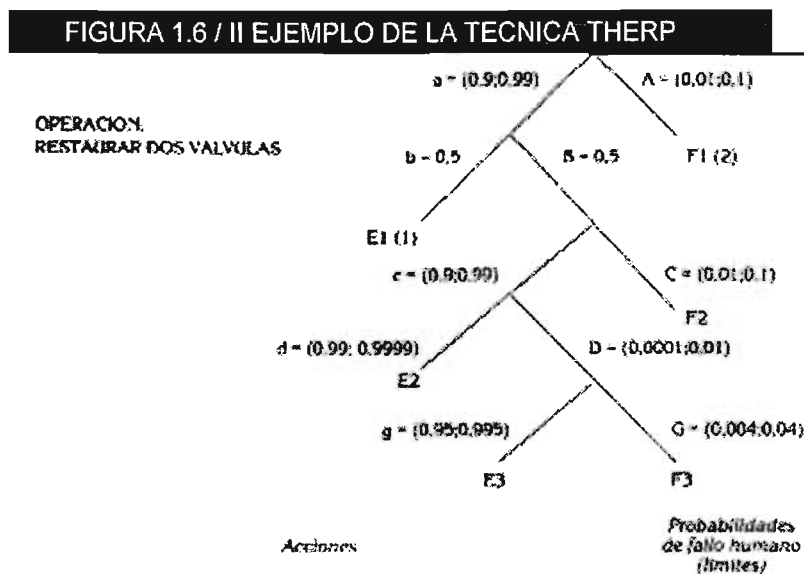 FIGURA 1.6 / II EJEMPLO DE LA TECNICA THERP
a = (0.9;0.99)
A = (0,01;0,1)
OPERACION:
RESTAURAR DOS VALVULAS
b = 0,5
B = 0,5
F1 (2)
E1 (1)
c = (0.9;0.99)
C = (0,01;0,1)
F2
d = (0.99; 0.9999)
D = (0,0001;0,01)
E2
g = (0.95;0.995)
G = (0,004;0,04)
E3
F3
Acciones
Probabilidades
de fallo humano
(límites)